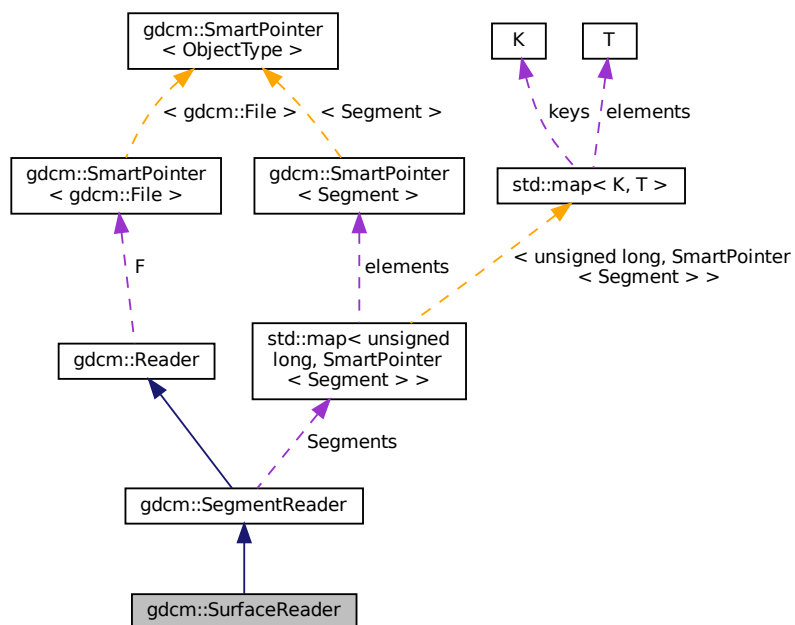 gdcm::SmartPointer
< ObjectType >
K
T
< gdcm::File >
< Segment >
keys
elements
gdcm::SmartPointer
< gdcm::File >
gdcm::SmartPointer
< Segment >
std::map< K, T >
F
elements
< unsigned long, SmartPointer
< Segment > >
gdcm::Reader
std::map< unsigned
long, SmartPointer
< Segment > >
Segments
gdcm::SegmentReader
gdcm::SurfaceReader